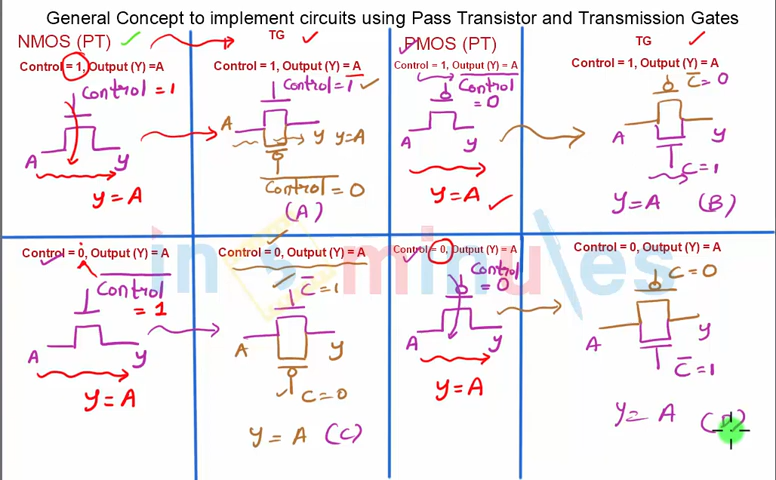 General Concept to implement circuits using Pass Transistor and Transmission Gates
NMOS (PT)
Control = 1, Output (Y) =A
Control = 1
A
y
y = A
TG
Control = 1, Output (Y) = A
Control = 1
A
y y=A
Control = 0
(A)
PMOS (PT)
Control = 1, Output (Y) = A
Control
= 0
A
y
y = A
TG
Control = 1, Output (Y) = A
C = 0
A
y
C = 1
y = A (B)
Control = 0, Output (Y) = A
Control
= 1
A
y
y = A
Control = 0, Output (Y) = A
C = 1
A
y
C = 0
y = A (C)
Control = 0, Output (Y) = A
Control
= 0
A
y
y = A
Control = 0, Output (Y) = A
C = 0
A
y
C = 1
y = A
in 5 minutes